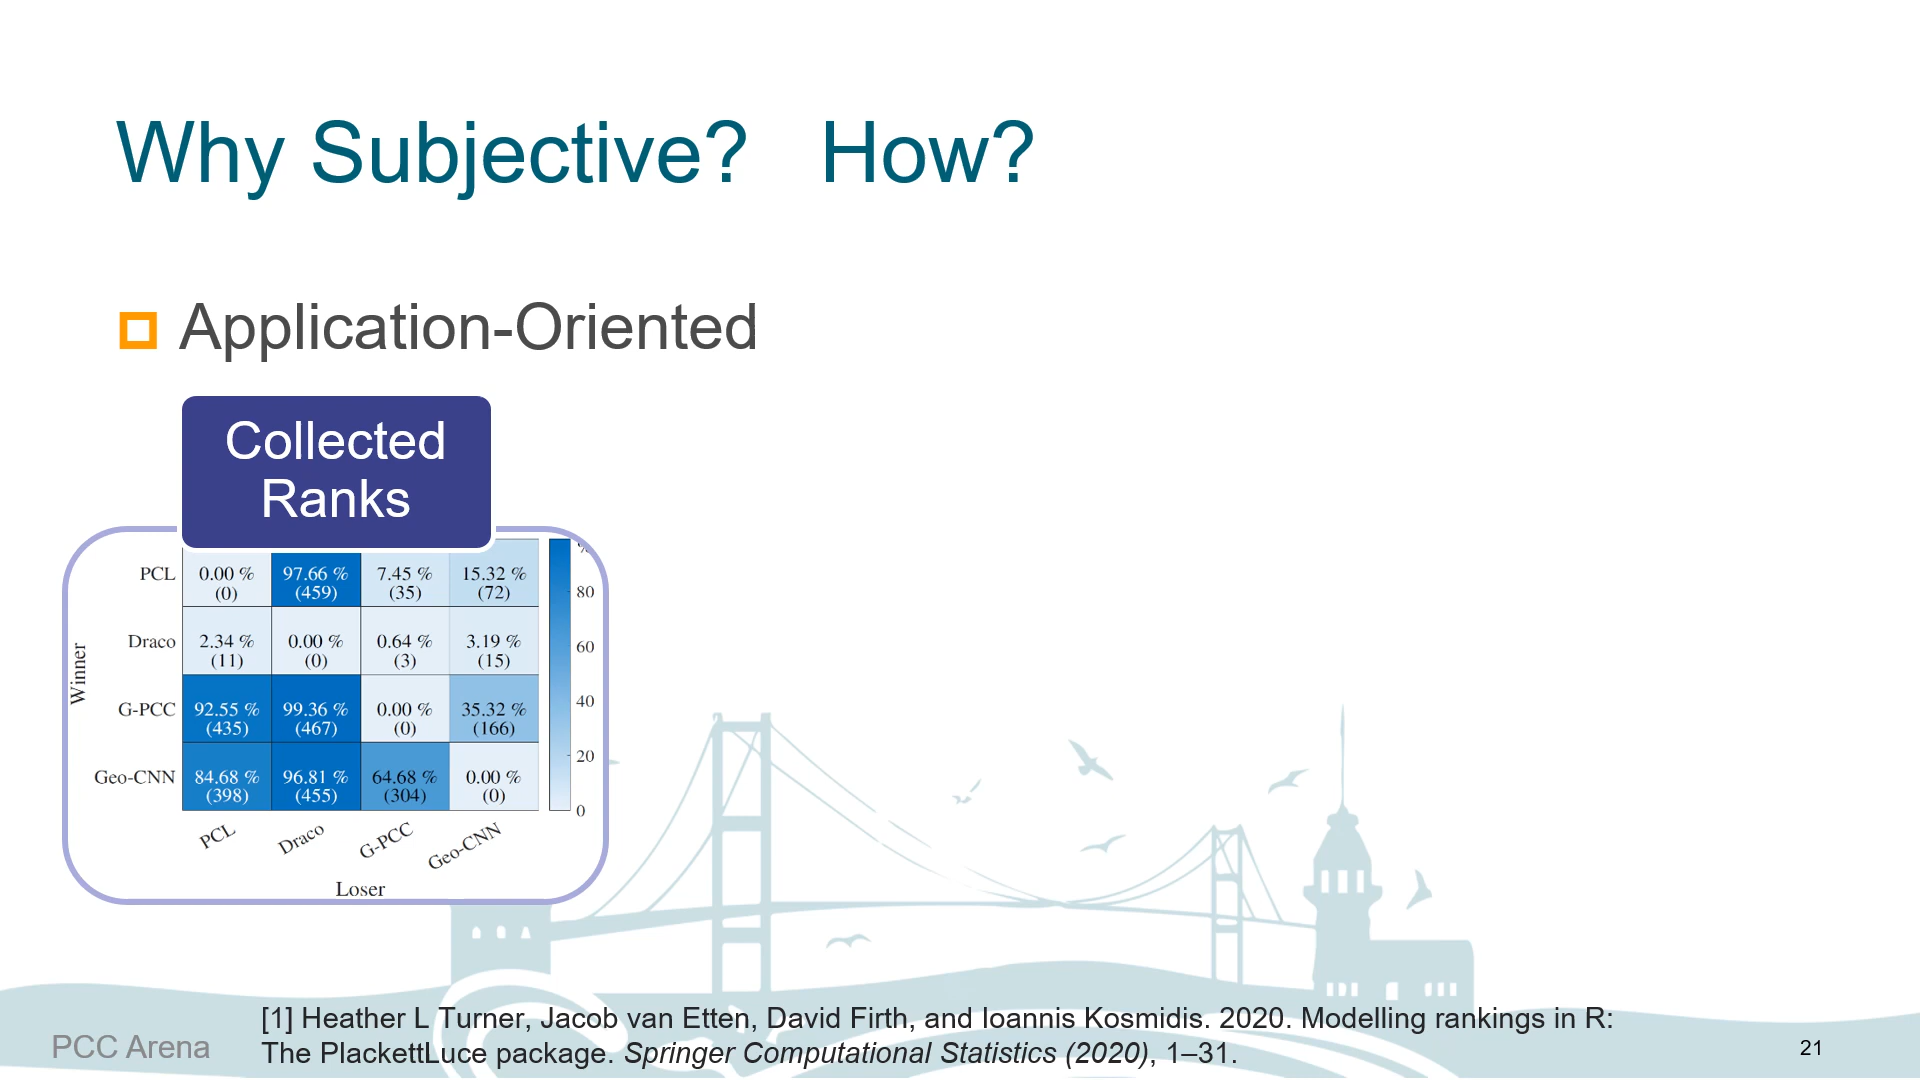 Why Subjective? How?
Application-Oriented
Collected
Ranks
%
PCL 0.00 % 97.66 % 7.45 % 15.32 %
(0) (459) (35) (72)
80
Draco 2.34 % 0.00 % 0.64 % 3.19 %
(11) (0) (3) (15)
60
Winner
G-PCC 92.55 % 99.36 % 0.00 % 35.32 %
(435) (467) (0) (166)
40
20
Geo-CNN 84.68 % 96.81 % 64.68 % 0.00 %
(398) (455) (304) (0)
0
PCL Draco G-PCC Geo-CNN
Loser
[1] Heather L Turner, Jacob van Etten, David Firth, and Ioannis Kosmidis. 2020. Modelling rankings in R:
The PlackettLuce package. Springer Computational Statistics (2020), 1–31.
PCC Arena
21